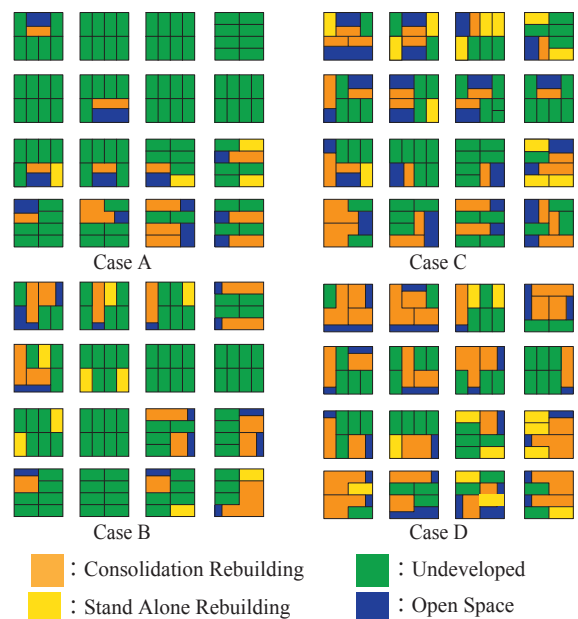 Case A
Case C
Case B
Case D
: Consolidation Rebuilding
: Undeveloped
: Stand Alone Rebuilding
: Open Space